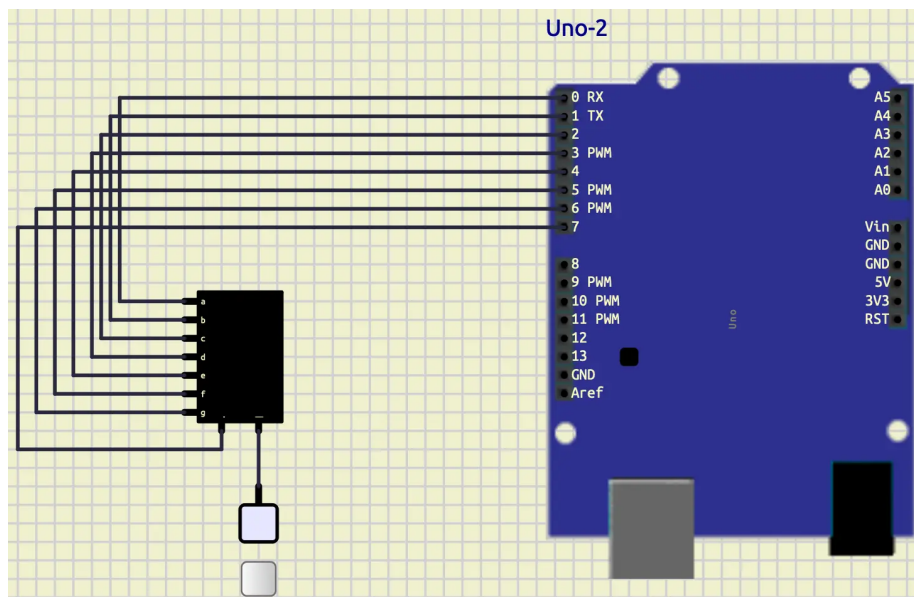 Uno-2
0 RX
1 TX
2
3 PWM
4
5 PWM
6 PWM
7
8
9 PWM
10 PWM
11 PWM
12
13
GND
Aref
A5
A4
A3
A2
A1
A0
Vin
GND
GND
5V
3V3
RST
Uno
a
b
c
d
e
f
g